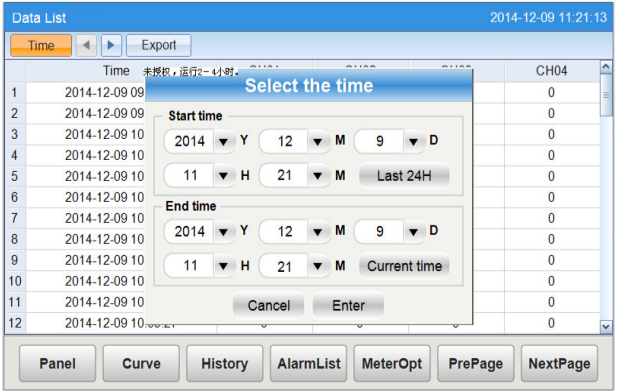 Data List 2014-12-09 11:21:13
Time Export
Time 未授权，运行2－4小时。 CH04
1 2014-12-09 09 0
2 2014-12-09 09 0
3 2014-12-09 10 0
4 2014-12-09 10 0
5 2014-12-09 10 0
6 2014-12-09 10 0
7 2014-12-09 10 0
8 2014-12-09 10 0
9 2014-12-09 10 0
10 2014-12-09 10 0
11 2014-12-09 10 0
12 2014-12-09 10 0
Select the time
Start time
2014 Y 12 M 9 D
11 H 21 M Last 24H
End time
2014 Y 12 M 9 D
11 H 21 M Current time
Cancel Enter
Panel Curve History AlarmList MeterOpt PrePage NextPage